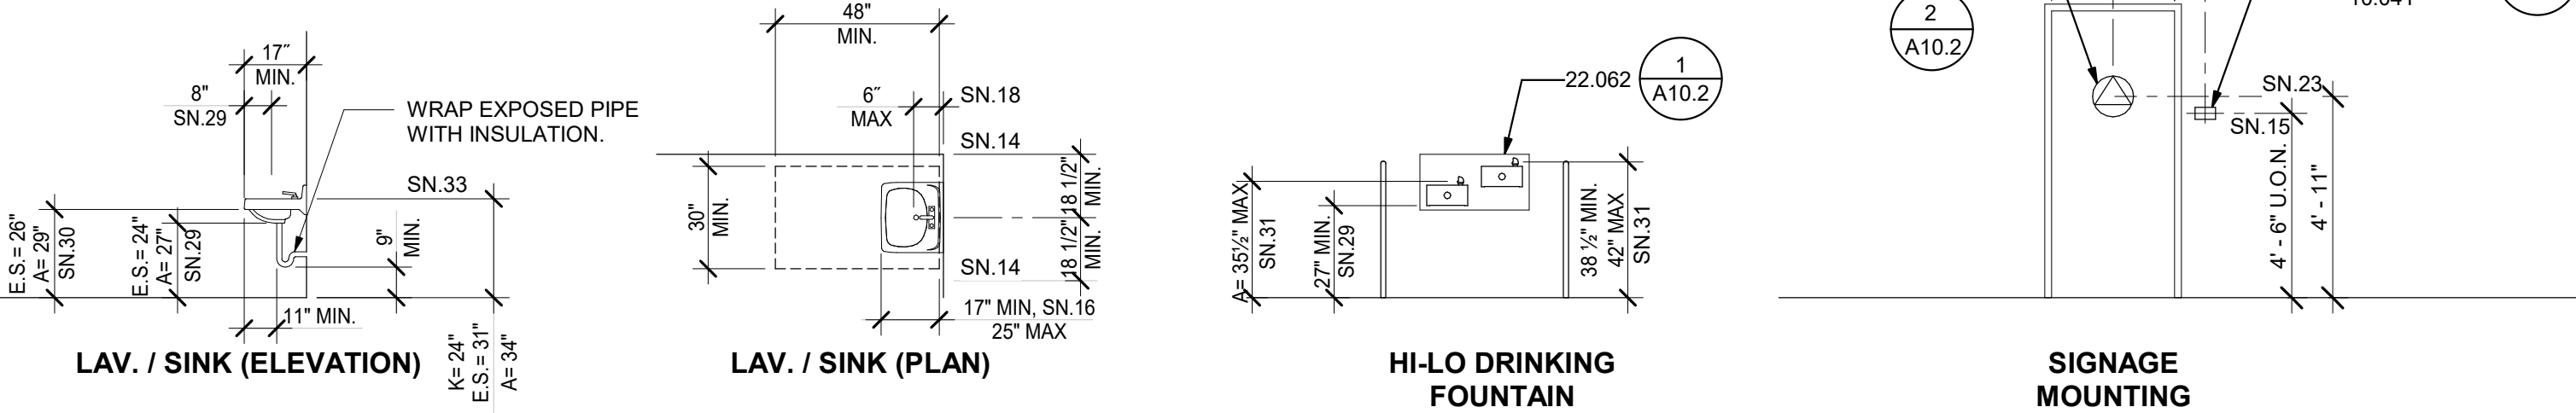 17"
MIN.
8"
SN.29
WRAP EXPOSED PIPE
WITH INSULATION.
SN.33
E.S.= 26"
A= 29"
SN.30
E.S.= 24"
A= 27"
SN.29
9"
MIN.
11" MIN.
K= 24"
E.S.= 31"
A= 34"
LAV. / SINK (ELEVATION)
48"
MIN.
6"
MAX
SN.18
SN.14
30"
MIN.
18 1/2"
MIN.
18 1/2"
MIN.
SN.14
17" MIN, SN.16
25" MAX
LAV. / SINK (PLAN)
22.062
1
A10.2
A= 35½" MAX
SN.31
27" MIN.
SN.29
38 ½" MIN.
42" MAX
SN.31
HI-LO DRINKING
FOUNTAIN
2
A10.2
SN.23
SN.15
4' - 6" U.O.N.
4' - 11"
SIGNAGE
MOUNTING